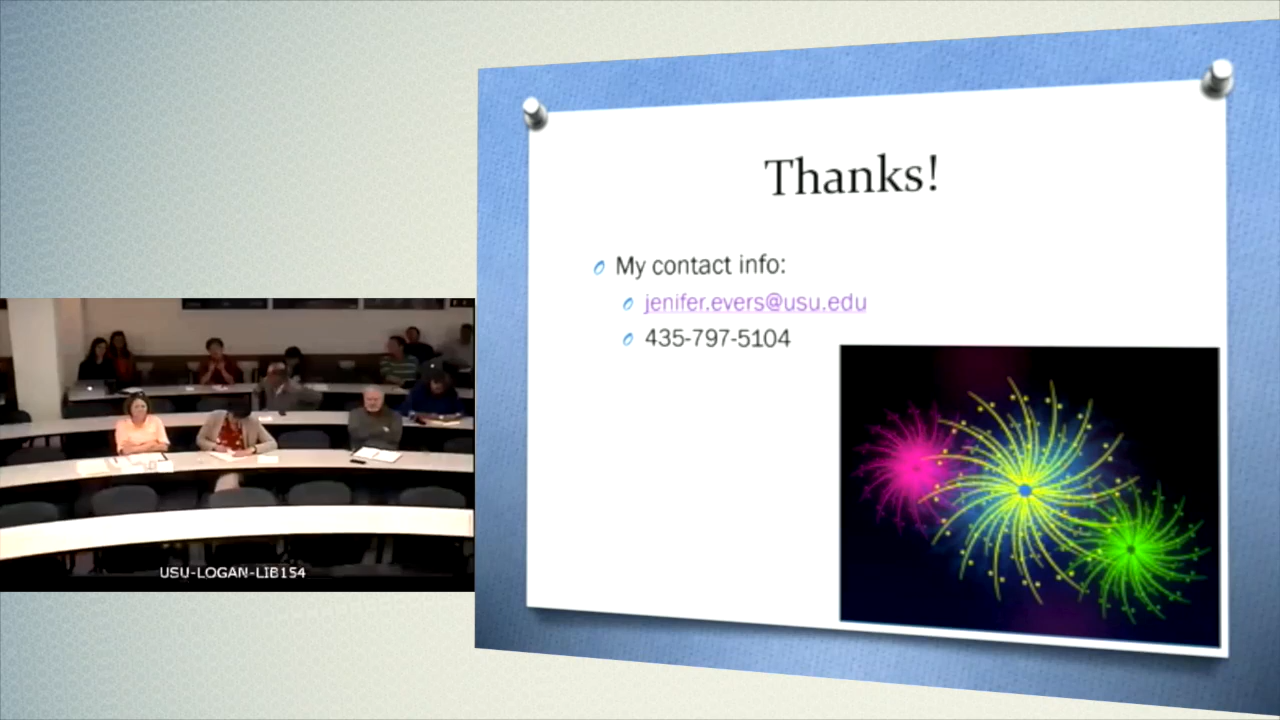 Thanks!
My contact info:
jenifer.evers@usu.edu
435-797-5104
USU-LOGAN-LIB154